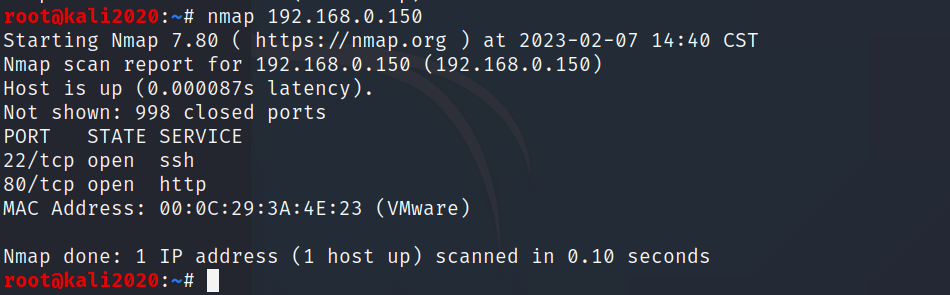 root@kali2020:~# nmap 192.168.0.150
Starting Nmap 7.80 ( https://nmap.org ) at 2023-02-07 14:40 CST
Nmap scan report for 192.168.0.150 (192.168.0.150)
Host is up (0.000087s latency).
Not shown: 998 closed ports
PORT   STATE SERVICE
22/tcp open  ssh
80/tcp open  http
MAC Address: 00:0C:29:3A:4E:23 (VMware)

Nmap done: 1 IP address (1 host up) scanned in 0.10 seconds
root@kali2020:~#